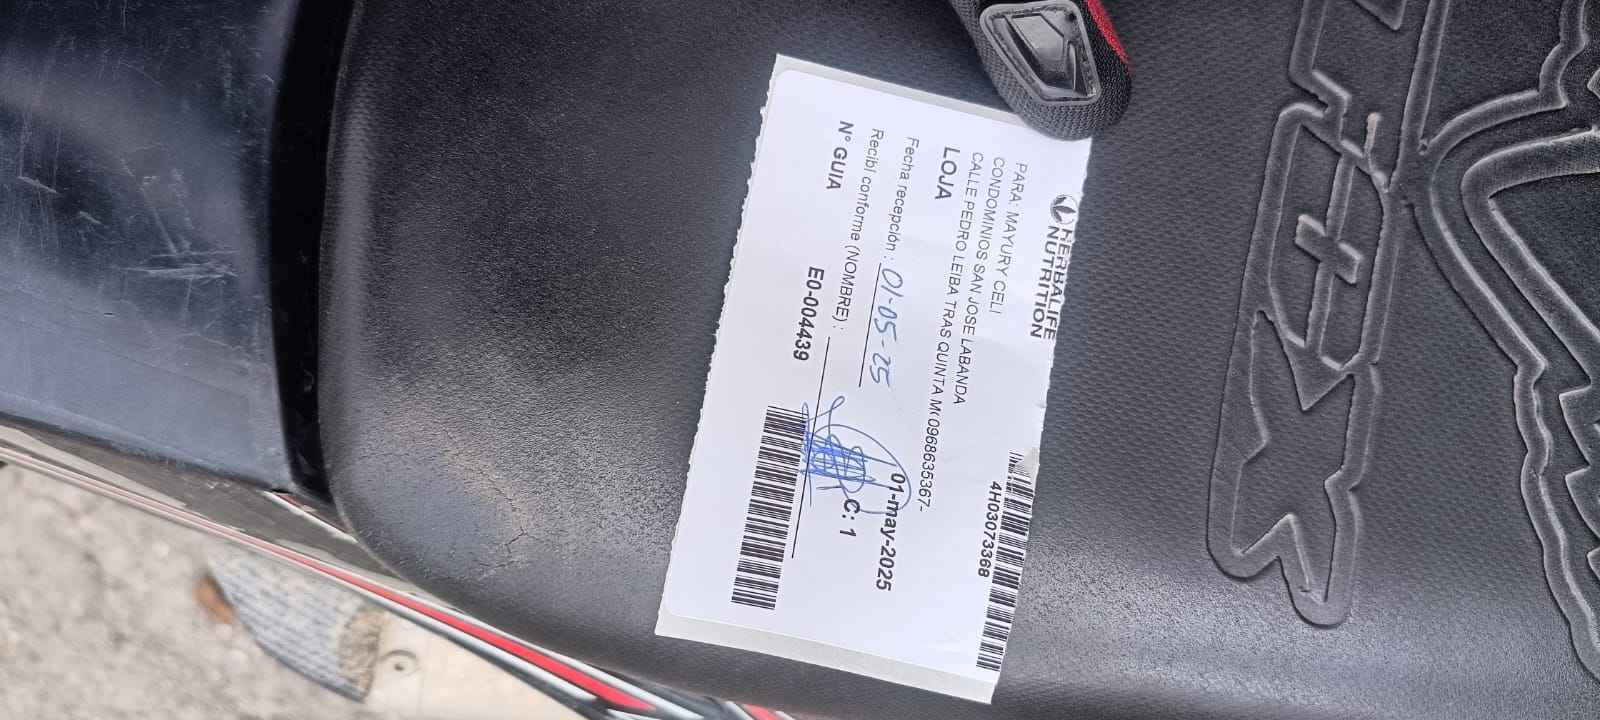 HERBALIFE
NUTRITION
4H03073368
PARA: MAYURY CELI
CONDOMINIOS SAN JOSE LABANDA
CALLE PEDRO LEIBA TRAS QUINTA M(0968635367-
LOJA
01-may-2025
Fecha recepción : 01-05-25
C: 1
Recibí conforme (NOMBRE) :
N° GUIA E0-004439